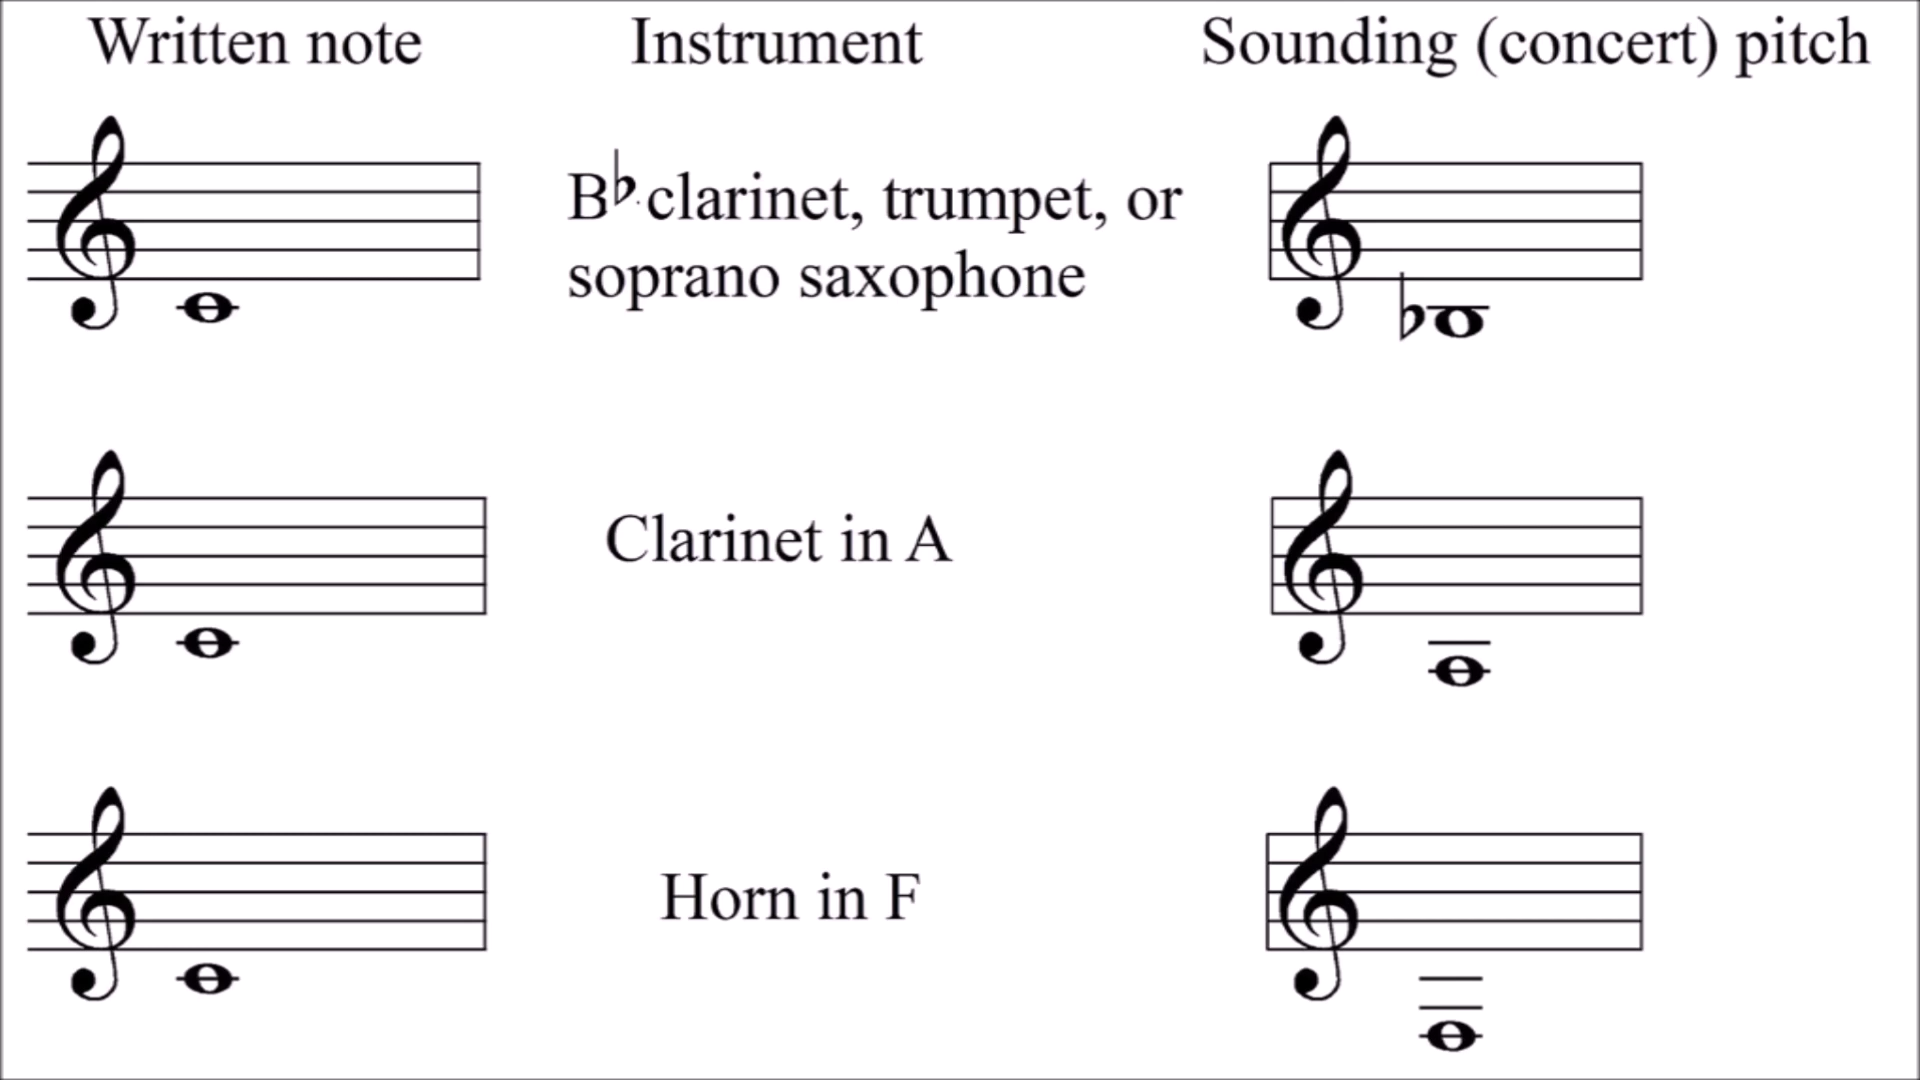 Written note
Instrument
Sounding (concert) pitch
B♭ clarinet, trumpet, or
soprano saxophone
Clarinet in A
Horn in F